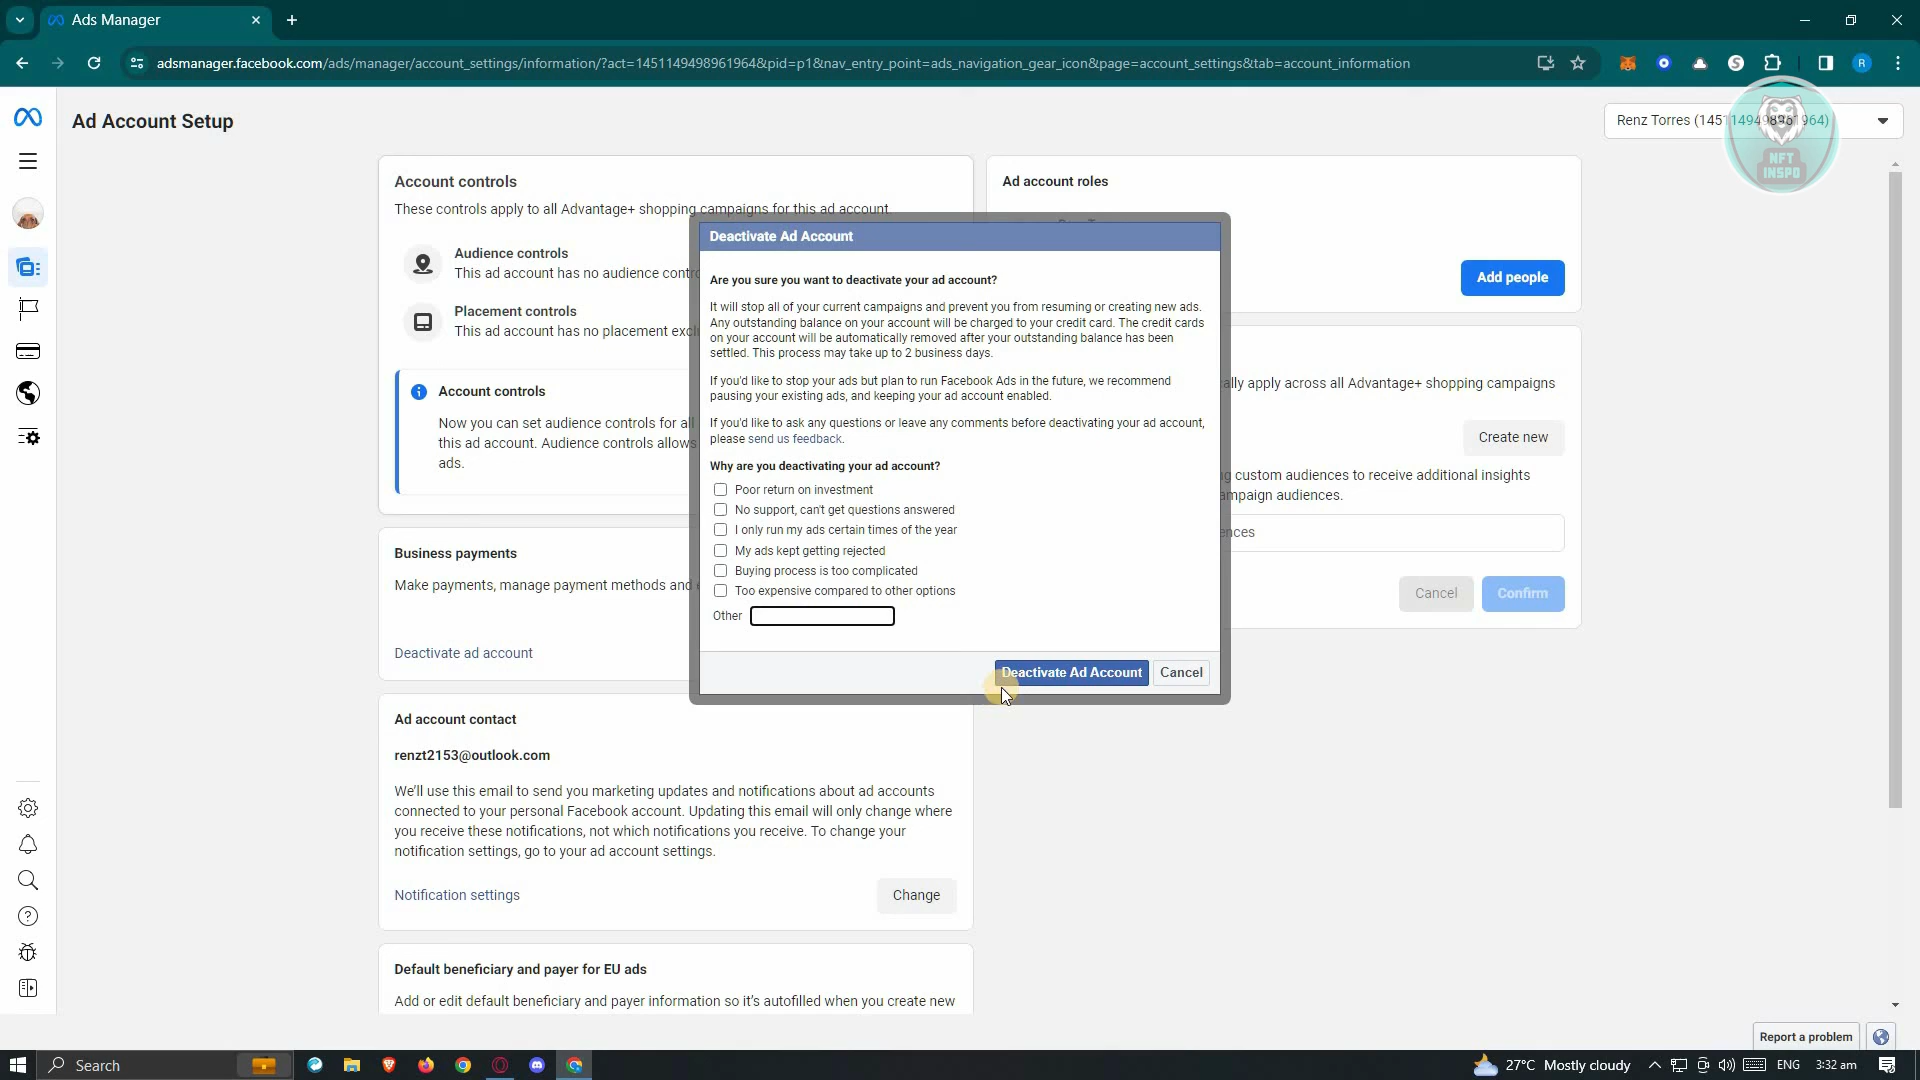 Ads Manager
adsmanager.facebook.com/ads/manager/account_settings/information/?act=1451149498961964&pid=p1&nav_entry_point=ads_navigation_gear_icon&page=account_settings&tab=account_information
R
Ad Account Setup
Renz Torres (1451149498961964)
NFT
INSPO
Account controls
These controls apply to all Advantage+ shopping campaigns for this ad account.
Audience controls
This ad account has no audience contr
Placement controls
This ad account has no placement excl
Account controls
Now you can set audience controls for all
this ad account. Audience controls allows
ads.
Business payments
Make payments, manage payment methods and
Deactivate ad account
Ad account contact
renzt2153@outlook.com
We'll use this email to send you marketing updates and notifications about ad accounts
connected to your personal Facebook account. Updating this email will only change where
you receive these notifications, not which notifications you receive. To change your
notification settings, go to your ad account settings.
Notification settings
Change
Default beneficiary and payer for EU ads
Add or edit default beneficiary and payer information so it's autofilled when you create new
Deactivate Ad Account
Are you sure you want to deactivate your ad account?
It will stop all of your current campaigns and prevent you from resuming or creating new ads.
Any outstanding balance on your account will be charged to your credit card. The credit cards
on your account will be automatically removed after your outstanding balance has been
settled. This process may take up to 2 business days.
If you'd like to stop your ads but plan to run Facebook Ads in the future, we recommend
pausing your existing ads, and keeping your ad account enabled.
If you'd like to ask any questions or leave any comments before deactivating your ad account,
please send us feedback.
Why are you deactivating your ad account?
Poor return on investment
No support, can't get questions answered
I only run my ads certain times of the year
My ads kept getting rejected
Buying process is too complicated
Too expensive compared to other options
Other
Deactivate Ad Account
Cancel
Ad account roles
Add people
ally apply across all Advantage+ shopping campaigns
Create new
g custom audiences to receive additional insights
mpaign audiences.
ences
Cancel
Confirm
Report a problem
Search
27°C Mostly cloudy
ENG
3:32 am